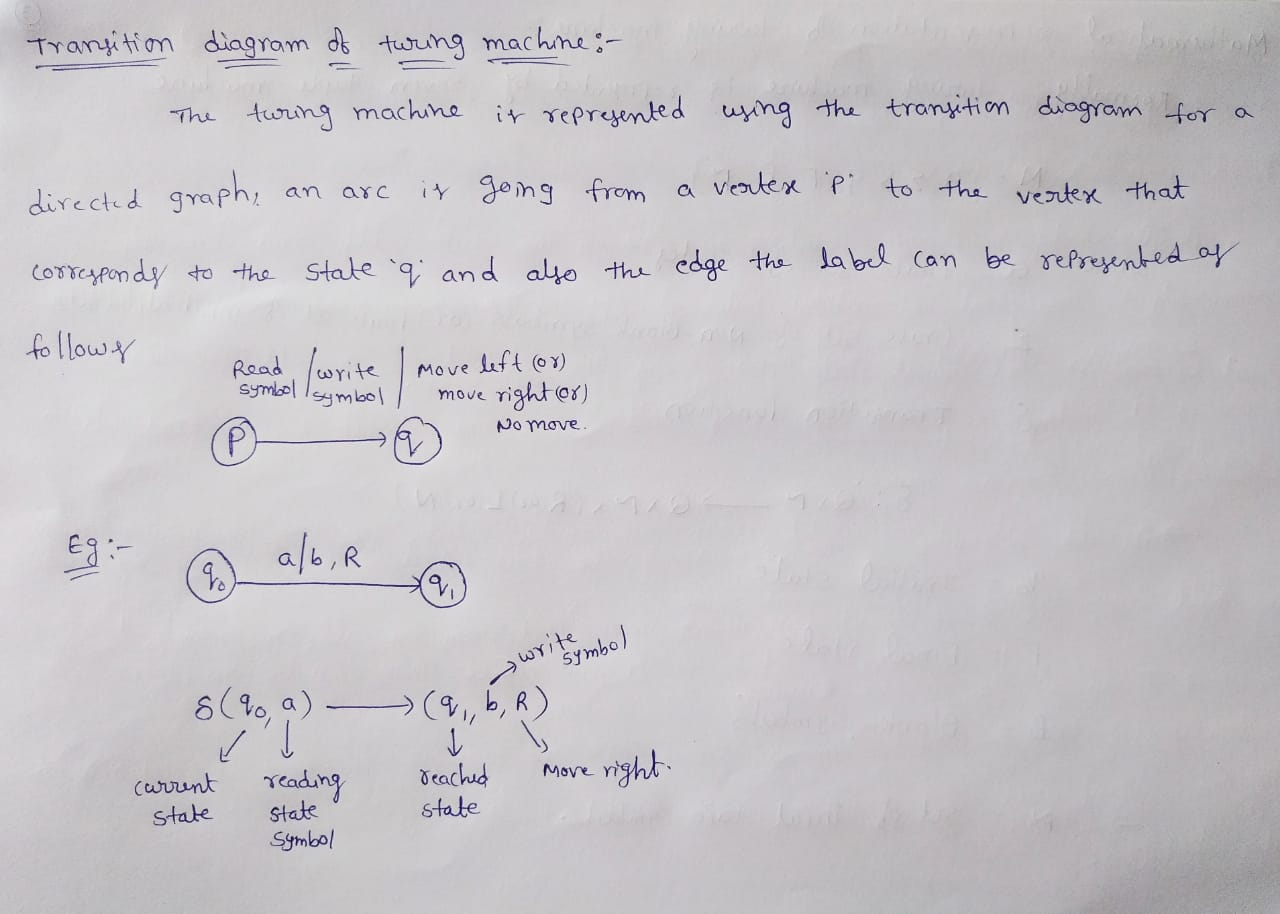 Transition diagram of turing machine :-
The turing machine is represented using the transition diagram for a
directed graph, an arc is going from a vertex 'p' to the vertex that
corresponds to the state 'q' and also the edge the label can be represented as
follows
Read symbol / write symbol / Move left (or) move right (or) No move.
P → q
Eg :-
q₀ a/b, R → q₁
write symbol
δ(q₀, a) → (q₁, b, R)
current state reading state symbol reached state Move right.